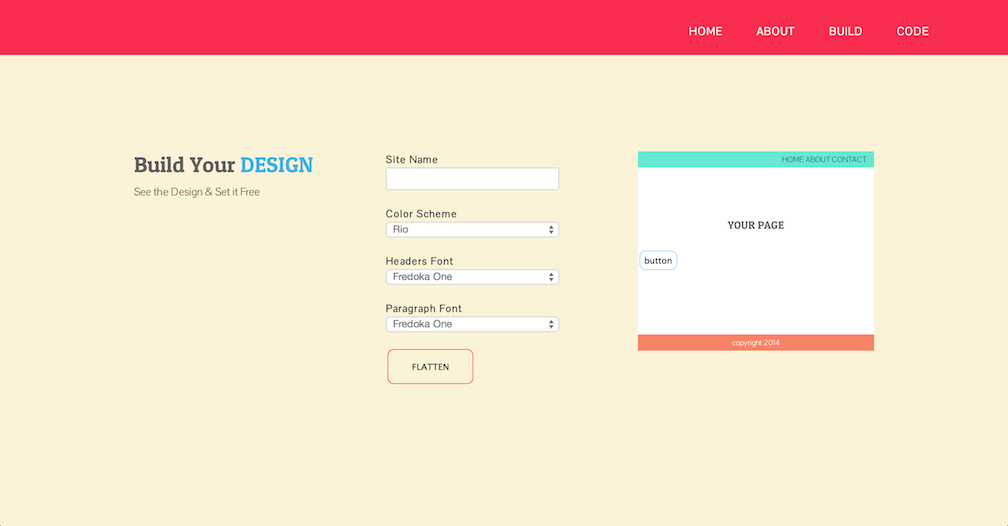 HOME ABOUT BUILD CODE
Build Your DESIGN
See the Design & Set it Free
Site Name
Color Scheme
Rio
Headers Font
Fredoka One
Paragraph Font
Fredoka One
FLATTEN
HOME ABOUT CONTACT
YOUR PAGE
button
copyright 2014